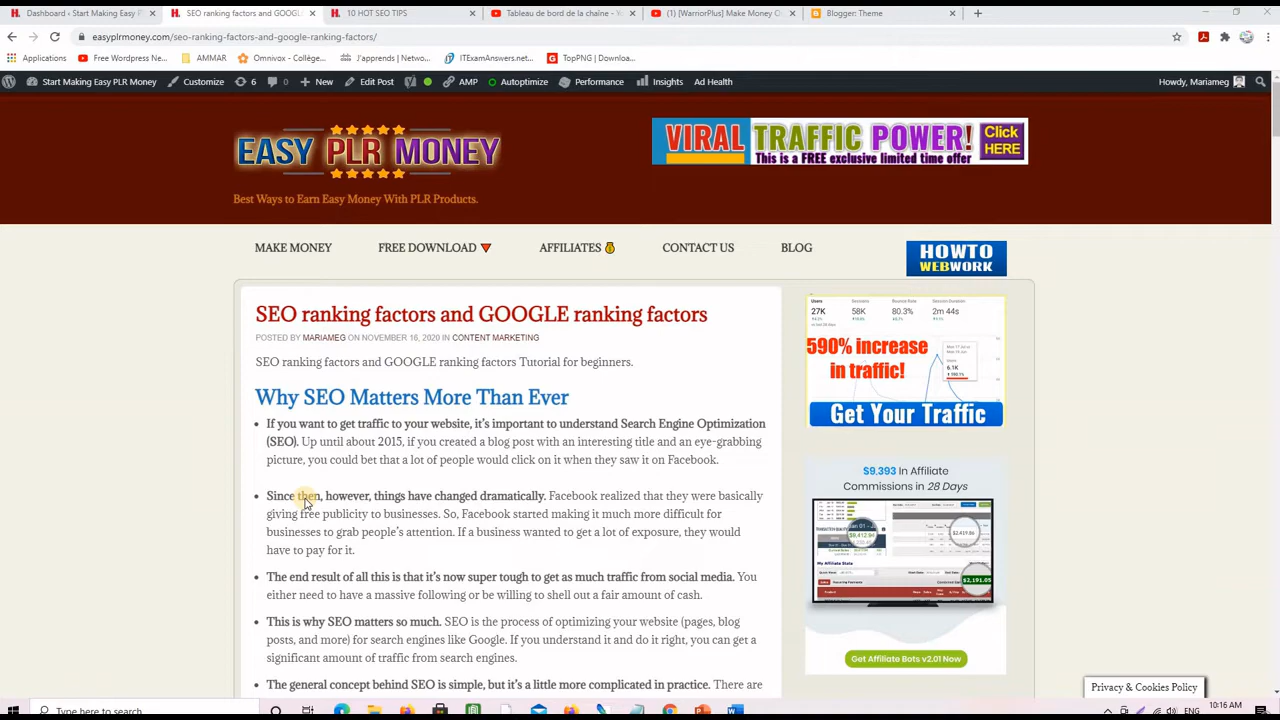 Dashboard ‹ Start Making Easy P
SEO ranking factors and GOOGL
10 HOT SEO TIPS
Tableau de bord de la chaîne - You
(1) [WarriorPlus] Make Money O
Blogger: Theme
easyplrmoney.com/seo-ranking-factors-and-google-ranking-factors/
Applications
Free Wordpress Ne...
AMMAR
Omnivox - Collège...
J'apprends | Netwo...
ITExamAnswers.net...
TopPNG | Downloa...
Start Making Easy PLR Money
Customize
6
0
New
Edit Post
AMP
Autoptimize
Performance
Insights
Ad Health
Howdy, Mariameg
EASY PLR MONEY
Best Ways to Earn Easy Money With PLR Products.
VIRAL TRAFFIC POWER!
This is a FREE exclusive limited time offer
Click
HERE
MAKE MONEY
FREE DOWNLOAD
AFFILIATES
CONTACT US
BLOG
HOWTO
WEBWORK
SEO ranking factors and GOOGLE ranking factors
POSTED BY MARIAMEG ON NOVEMBER 16, 2020 IN CONTENT MARKETING
SEO ranking factors and GOOGLE ranking factors Tutorial for beginners.
Why SEO Matters More Than Ever
If you want to get traffic to your website, it's important to understand Search Engine Optimization
(SEO). Up until about 2015, if you created a blog post with an interesting title and an eye-grabbing
picture, you could bet that a lot of people would click on it when they saw it on Facebook.
Since then, however, things have changed dramatically. Facebook realized that they were basically
giving free publicity to businesses. So, Facebook started making it much more difficult for
businesses to grab people's attention. If a business wanted to get a lot of exposure, they would
have to pay for it.
The end result of all this is that it's now super tough to get as much traffic from social media. You
either need to have a massive following or be willing to shell out a fair amount of cash.
This is why SEO matters so much. SEO is the process of optimizing your website (pages, blog
posts, and more) for search engines like Google. If you understand it and do it right, you can get a
significant amount of traffic from search engines.
The general concept behind SEO is simple, but it's a little more complicated in practice. There are
Users
27K
Sessions
58K
Bounce Rate
80.3%
Session Duration
2m 44s
590% increase
in traffic!
Users
6.1K
Get Your Traffic
$9,393 In Affiliate
Commissions in 28 Days
$9,412.94
$2,419.86
My Affiliate Stats
$2,191.05
Get Affiliate Bots v2.01 Now
Privacy & Cookies Policy
Type here to search
10:16 AM